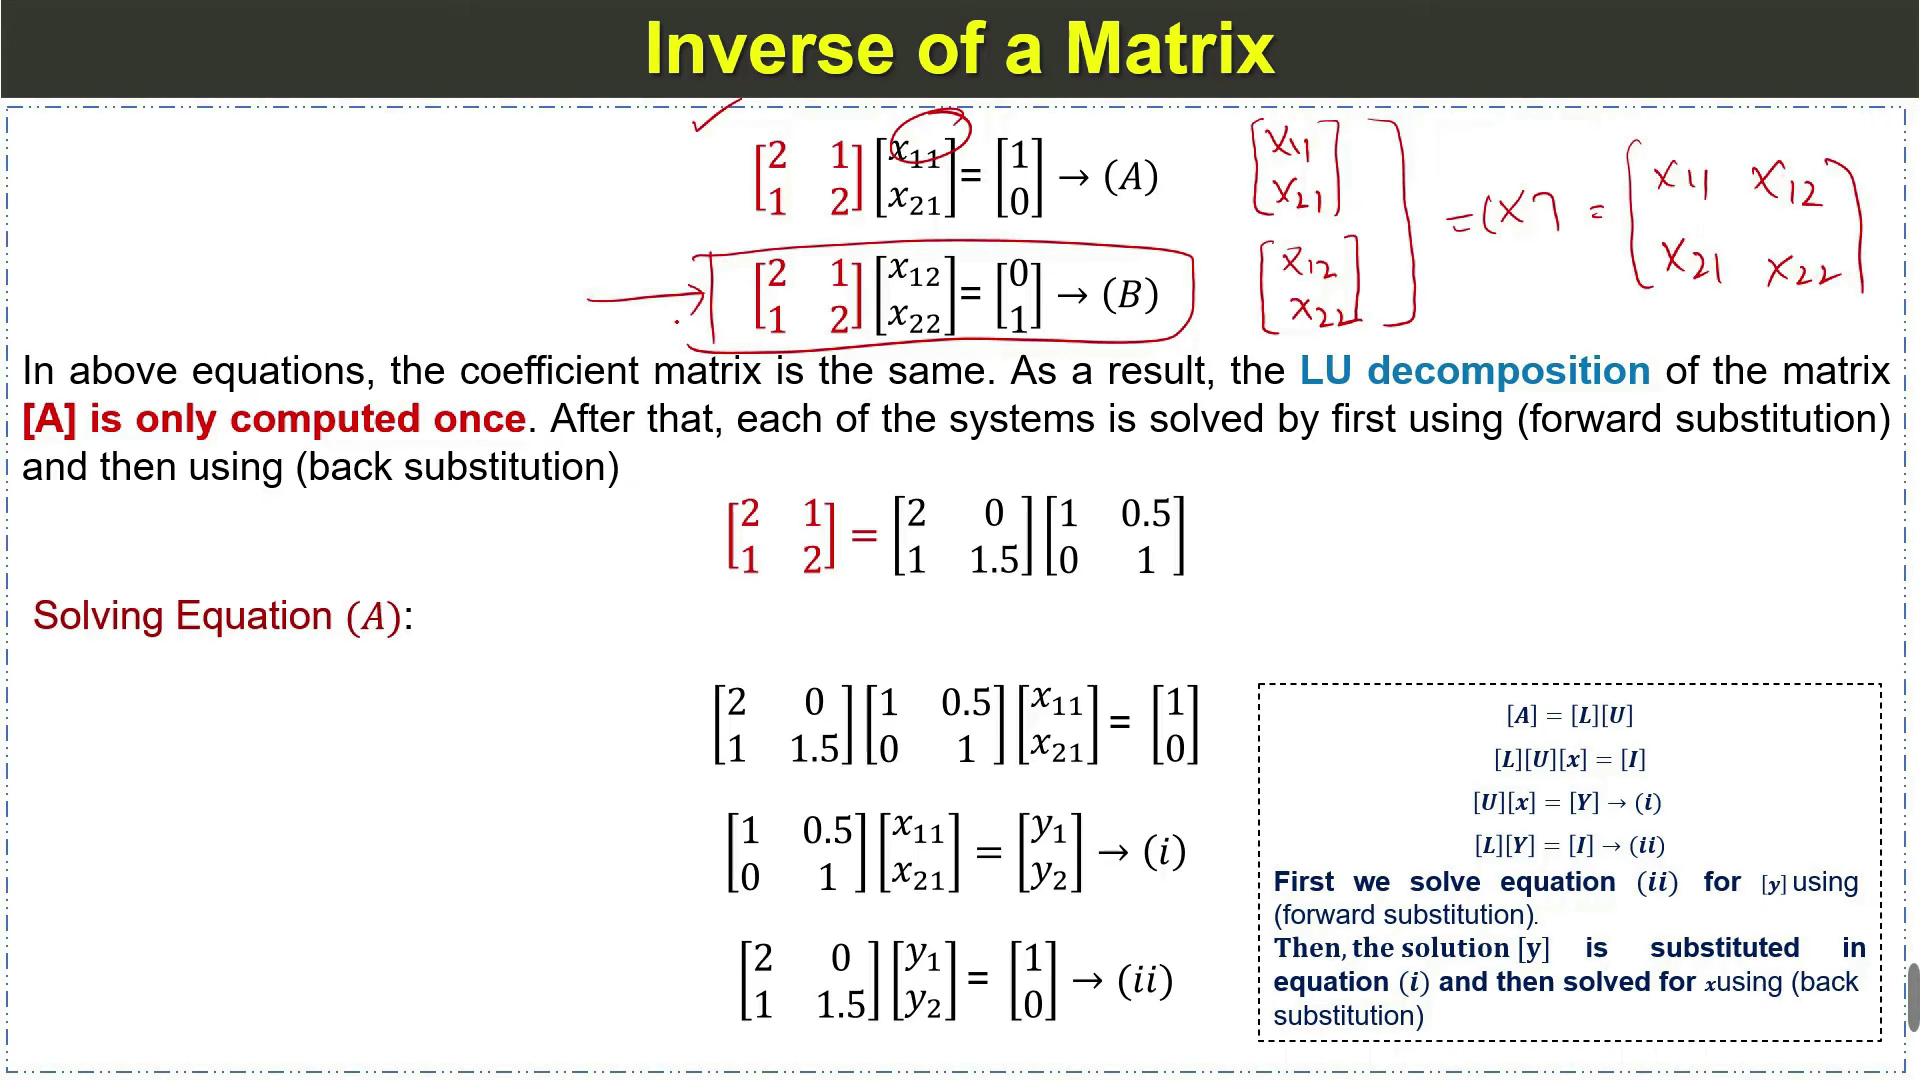 Inverse of a Matrix
[2 1; 1 2] [x11; x21] = [1; 0] → (A)
[2 1; 1 2] [x12; x22] = [0; 1] → (B)
[[x11; x21] [x12; x22]] = [x] = [x11 x12; x21 x22]
In above equations, the coefficient matrix is the same. As a result, the LU decomposition of the matrix
[A] is only computed once. After that, each of the systems is solved by first using (forward substitution)
and then using (back substitution)
[2 1; 1 2] = [2 0; 1 1.5] [1 0.5; 0 1]
Solving Equation (A):
[2 0; 1 1.5] [1 0.5; 0 1] [x11; x21] = [1; 0]
[1 0.5; 0 1] [x11; x21] = [y1; y2] → (i)
[2 0; 1 1.5] [y1; y2] = [1; 0] → (ii)
[A] = [L][U]
[L][U][x] = [I]
[U][x] = [Y] → (i)
[L][Y] = [I] → (ii)
First we solve equation (ii) for [y] using
(forward substitution).
Then, the solution [y] is substituted in
equation (i) and then solved for x using (back
substitution)